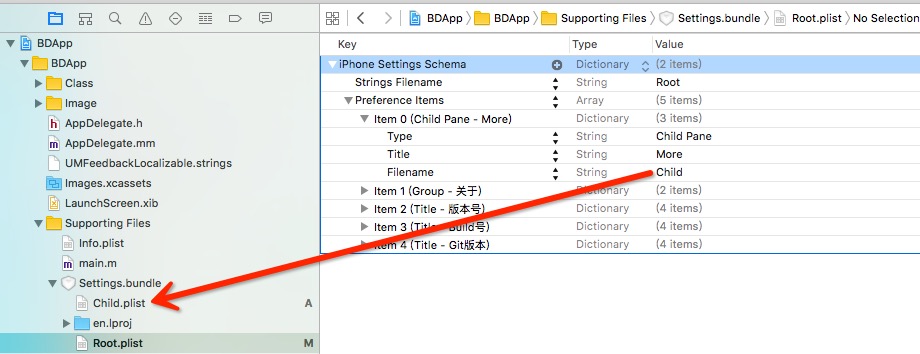 BDApp
BDApp
Class
Image
AppDelegate.h
AppDelegate.mm
UMFeedbackLocalizable.strings
Images.xcassets
LaunchScreen.xib
Supporting Files
Info.plist
main.m
Settings.bundle
Child.plist A
en.lproj
Root.plist M
BDApp BDApp Supporting Files Settings.bundle Root.plist No Selection
Key Type Value
iPhone Settings Schema Dictionary (2 items)
Strings Filename String Root
Preference Items Array (5 items)
Item 0 (Child Pane - More) Dictionary (3 items)
Type String Child Pane
Title String More
Filename String Child
Item 1 (Group - 关于) Dictionary (2 items)
Item 2 (Title - 版本号) Dictionary (4 items)
Item 3 (Title - Build号) Dictionary (4 items)
Item 4 (Title - Git版本) Dictionary (4 items)